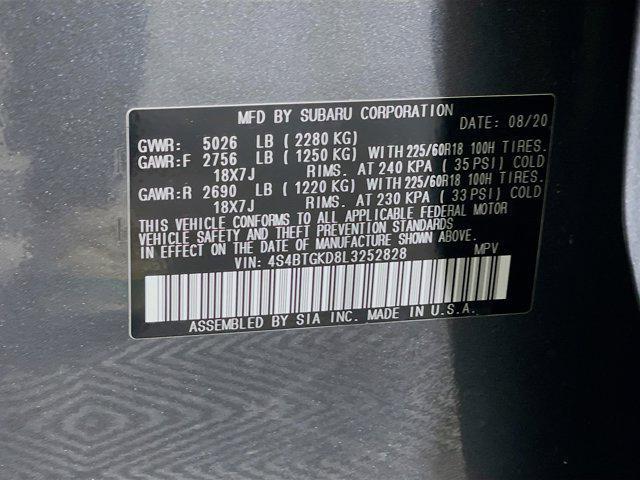 MFD BY SUBARU CORPORATION DATE: 08/20
GVWR: 5026 LB ( 2280 KG)
GAWR:F 2756 LB ( 1250 KG) WITH 225/60R18 100H TIRES.
18X7J RIMS. AT 240 KPA ( 35 PSI) COLD
GAWR:R 2690 LB ( 1220 KG) WITH 225/60R18 100H TIRES.
18X7J RIMS. AT 230 KPA ( 33 PSI) COLD
THIS VEHICLE CONFORMS TO ALL APPLICABLE FEDERAL MOTOR
VEHICLE SAFETY AND THEFT PREVENTION STANDARDS
IN EFFECT ON THE DATE OF MANUFACTURE SHOWN ABOVE.
VIN: 4S4BTGKD8L3252828 MPV
ASSEMBLED BY SIA INC. MADE IN U.S.A.